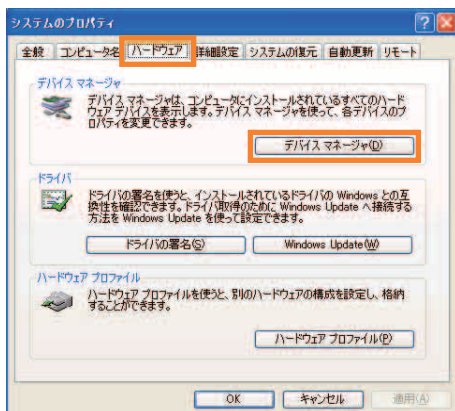 システムのプロパティ
全般 コンピュータ名 ハードウェア 詳細設定 システムの復元 自動更新 リモート
デバイス マネージャ
デバイス マネージャは、コンピュータにインストールされているすべてのハード
ウェア デバイスを表示します。デバイス マネージャを使って、各デバイスのプ
ロパティを変更できます。
デバイス マネージャ(D)
ドライバ
ドライバの署名を使うと、インストールされているドライバの Windows との互
換性を確認できます。ドライバ取得のために Windows Update へ接続する
方法を Windows Update を使って設定できます。
ドライバの署名(S) Windows Update(W)
ハードウェア プロファイル
ハードウェア プロファイルを使うと、別のハードウェアの構成を設定し、格納
することができます。
ハードウェア プロファイル(P)
OK キャンセル 適用(A)